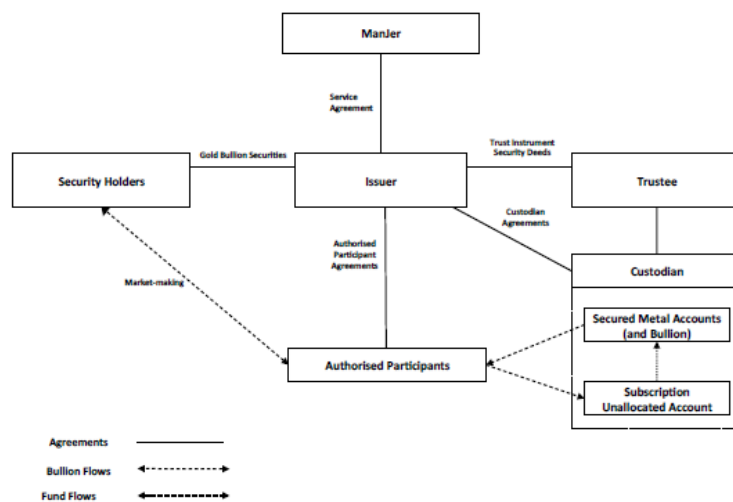 ManJer
Service
Agreement
Gold Bullion Securities
Trust Instrument
Security Deeds
Security Holders
Issuer
Trustee
Custodian
Agreements
Authorised
Participant
Agreements
Custodian
Market-making
Secured Metal Accounts
(and Bullion)
Authorised Participants
Subscription
Unallocated Account
Agreements
Bullion Flows
Fund Flows